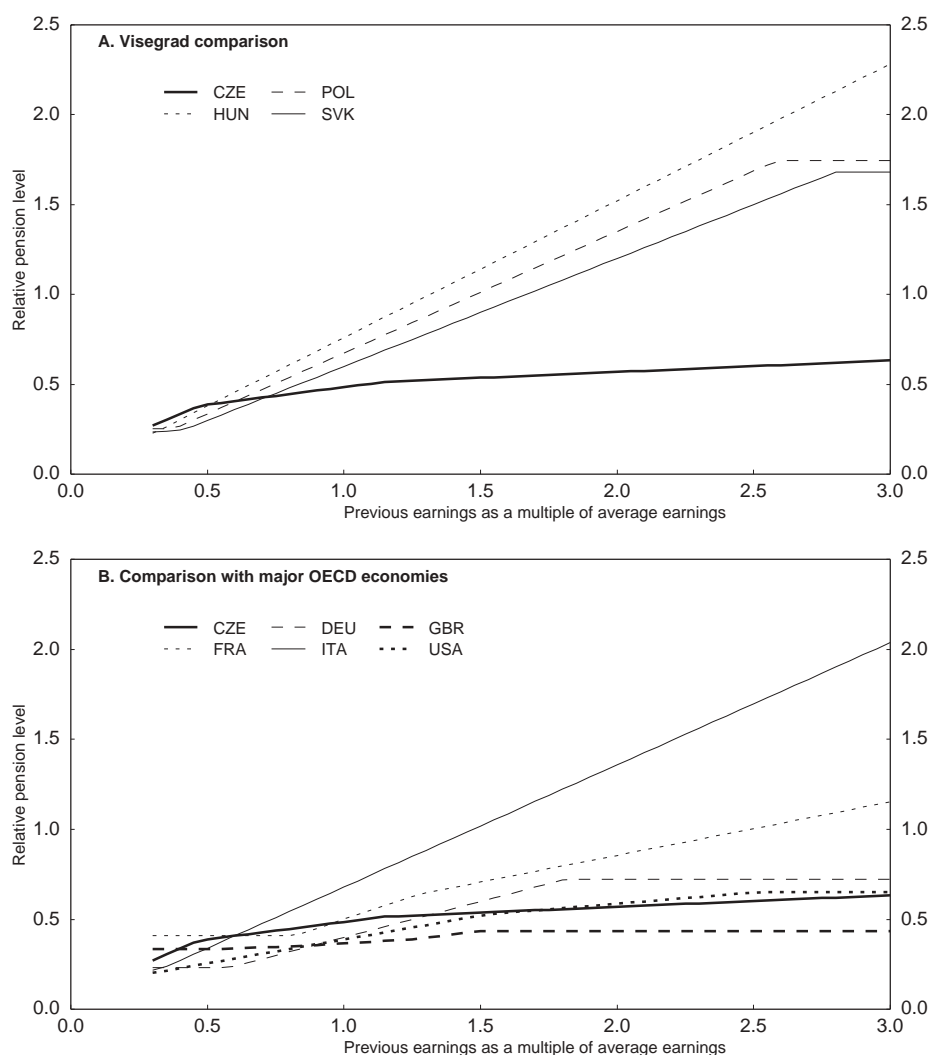 A. Visegrad comparison
CZE POL
HUN SVK
Relative pension level
2.5 2.5
2.0 2.0
1.5 1.5
1.0 1.0
0.5 0.5
0.0 0.0
0.0 0.5 1.0 1.5 2.0 2.5 3.0
Previous earnings as a multiple of average earnings
B. Comparison with major OECD economies
CZE DEU GBR
FRA ITA USA
Relative pension level
2.5 2.5
2.0 2.0
1.5 1.5
1.0 1.0
0.5 0.5
0.0 0.0
0.0 0.5 1.0 1.5 2.0 2.5 3.0
Previous earnings as a multiple of average earnings